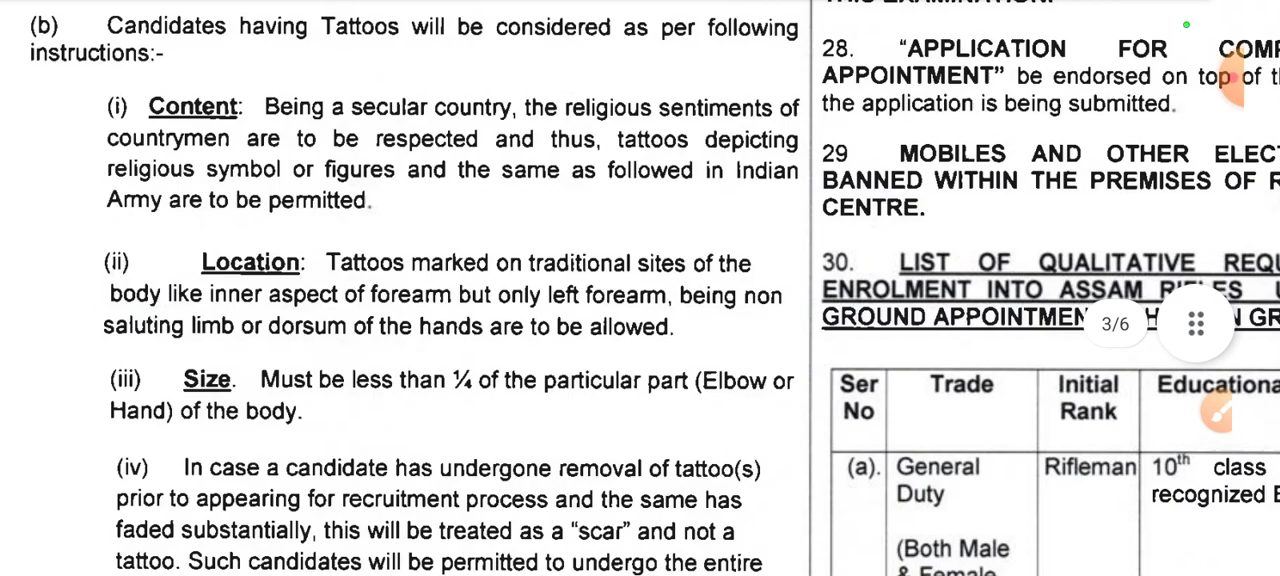 (b) Candidates having Tattoos will be considered as per following
instructions:-
(i) Content: Being a secular country, the religious sentiments of
countrymen are to be respected and thus, tattoos depicting
religious symbol or figures and the same as followed in Indian
Army are to be permitted.
(ii) Location: Tattoos marked on traditional sites of the
body like inner aspect of forearm but only left forearm, being non
saluting limb or dorsum of the hands are to be allowed.
(iii) Size. Must be less than ¼ of the particular part (Elbow or
Hand) of the body.
(iv) In case a candidate has undergone removal of tattoo(s)
prior to appearing for recruitment process and the same has
faded substantially, this will be treated as a “scar” and not a
tattoo. Such candidates will be permitted to undergo the entire
28. “APPLICATION FOR
APPOINTMENT” be endorsed on top of
the application is being submitted.
29 MOBILES AND OTHER
BANNED WITHIN THE PREMISES OF
CENTRE.
30. LIST OF QUALITATIVE
ENROLMENT INTO ASSAM RIFLES
GROUND
3/6
Ser No Trade Initial Rank
(a). General Duty Rifleman 10th class
recognized
(Both Male
& Female